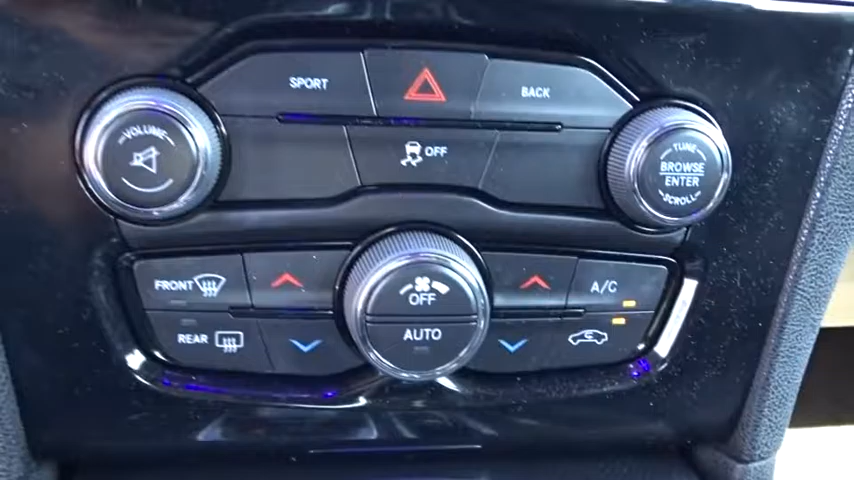 SPORT
BACK
VOLUME
OFF
TUNE
BROWSE
ENTER
SCROLL
FRONT
A/C
OFF
AUTO
REAR